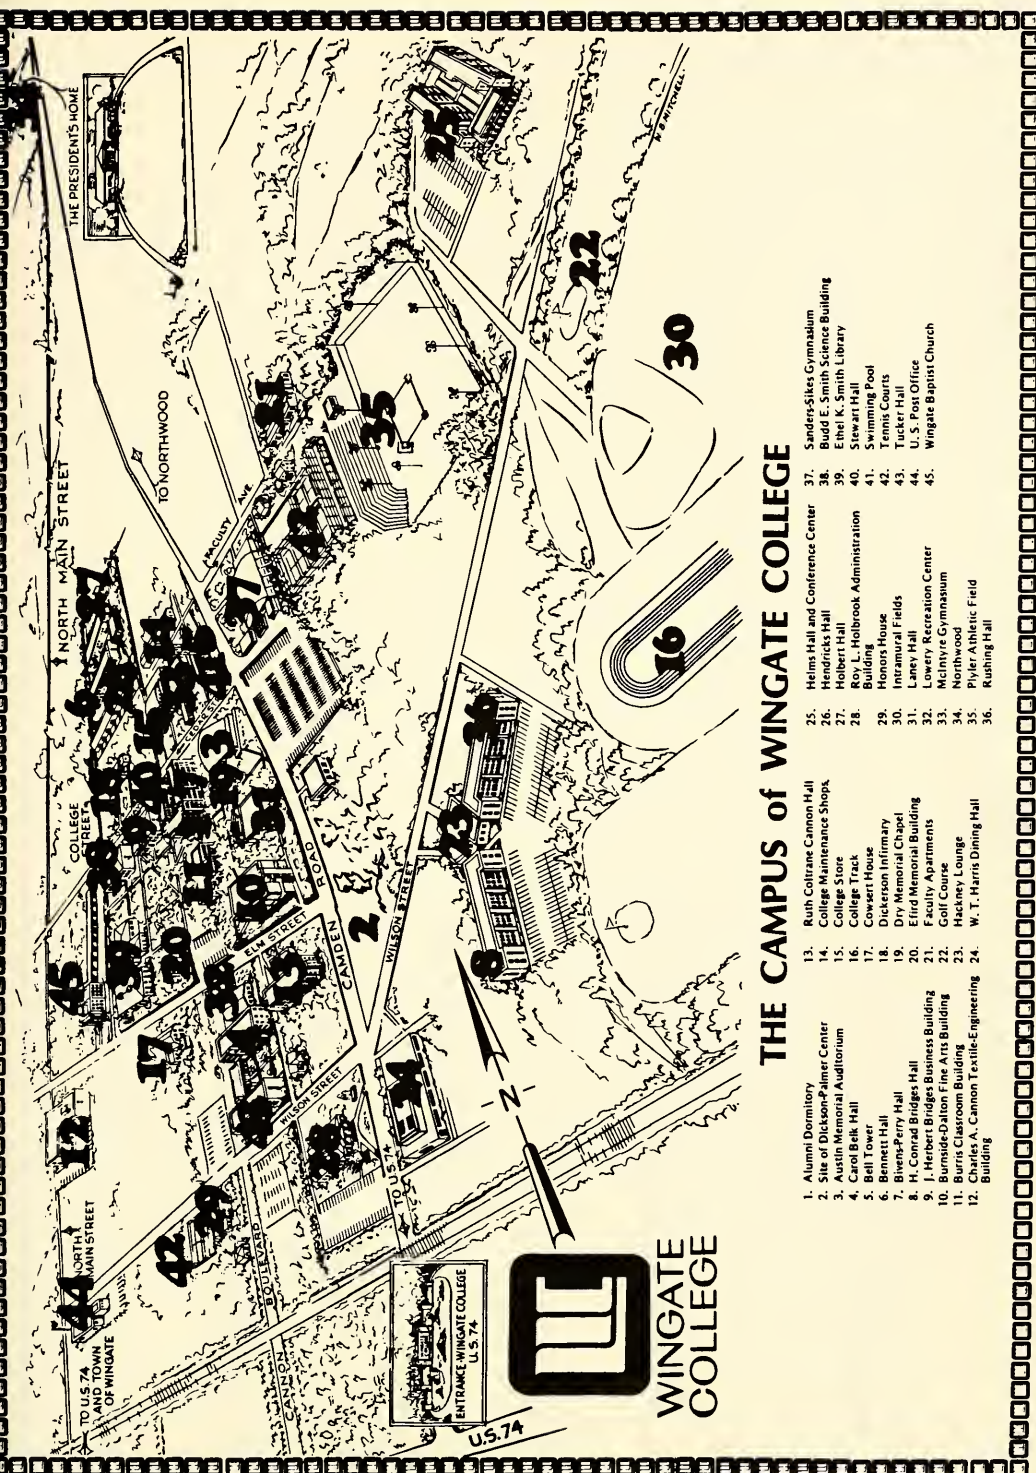 THE PRESIDENT'S HOME
NORTH MAIN STREET
TO NORTHWOOD
FACULTY AVE.
COLLEGE STREET
ELM STREET
CAMDEN ROAD
WILSON STREET
WILSON STREET
NORTH MAIN STREET
TO U.S. 74
AND TOWN
OF WINGATE
CANNON BOULEVARD
TO U.S. 74
ENTRANCE-WINGATE COLLEGE
U.S. 74
U.S. 74
N
WINGATE
COLLEGE
THE CAMPUS of WINGATE COLLEGE
1. Alumni Dormitory
2. Site of Dickson-Palmer Center
3. Austin Memorial Auditorium
4. Carol Belk Hall
5. Bell Tower
6. Bennett Hall
7. Bivens-Perry Hall
8. H. Conrad Bridges Hall
9. J. Herbert Bridges Business Building
10. Burnside-Dalton Fine Arts Building
11. Burris Classroom Building
12. Charles A. Cannon Textile-Engineering
Building
13. Ruth Coltrane Cannon Hall
14. College Maintenance Shops
15. College Store
16. College Track
17. Cowsert House
18. Dickerson Infirmary
19. Dry Memorial Chapel
20. Efird Memorial Building
21. Faculty Apartments
22. Golf Course
23. Hackney Lounge
24. W. T. Harris Dining Hall
25. Helms Hall and Conference Center
26. Hendricks Hall
27. Holbert Hall
28. Roy L. Holbrook Administration
Building
29. Honors House
30. Intramural Fields
31. Laney Hall
32. Lowery Recreation Center
33. McIntyre Gymnasium
34. Northwood
35. Plyler Athletic Field
36. Rushing Hall
37. Sanders-Sikes Gymnasium
38. Budd E. Smith Science Building
39. Ethel K. Smith Library
40. Stewart Hall
41. Swimming Pool
42. Tennis Courts
43. Tucker Hall
44. U.S. Post Office
45. Wingate Baptist Church